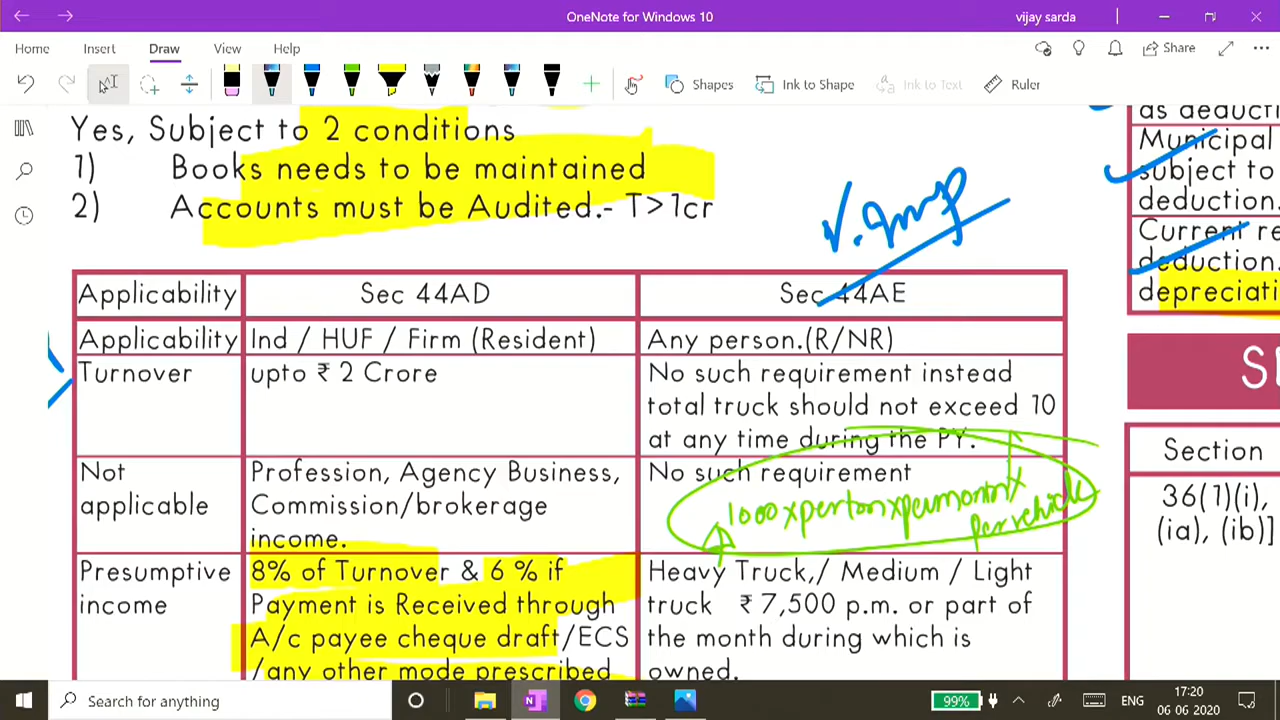 OneNote for Windows 10
vijay sarda
Home Insert Draw View Help
Share
Shapes Ink to Shape Ink to Text Ruler
Yes, Subject to 2 conditions
1) Books needs to be maintained
2) Accounts must be Audited.- T>1cr
V. Imp
Applicability Sec 44AD Sec 44AE
Applicability Ind / HUF / Firm (Resident) Any person.(R/NR)
Turnover upto ₹ 2 Crore No such requirement instead
total truck should not exceed 10
at any time during the PY.
Not Profession, Agency Business, No such requirement
applicable Commission/brokerage
income.
1000 x per ton x per month x
per vehicle
Presumptive 8% of Turnover & 6 % if Heavy Truck,/ Medium / Light
income Payment is Received through truck ₹ 7,500 p.m. or part of
A/c payee cheque draft/ECS the month during which is
/any other mode prescribed owned.
as deducti
Municipal
subject to
deduction.
Current re
deduction.
depreciati
S
Section
36(1)(i),
(ia), (ib)]
Search for anything
99%
ENG
17:20
06-06-2020